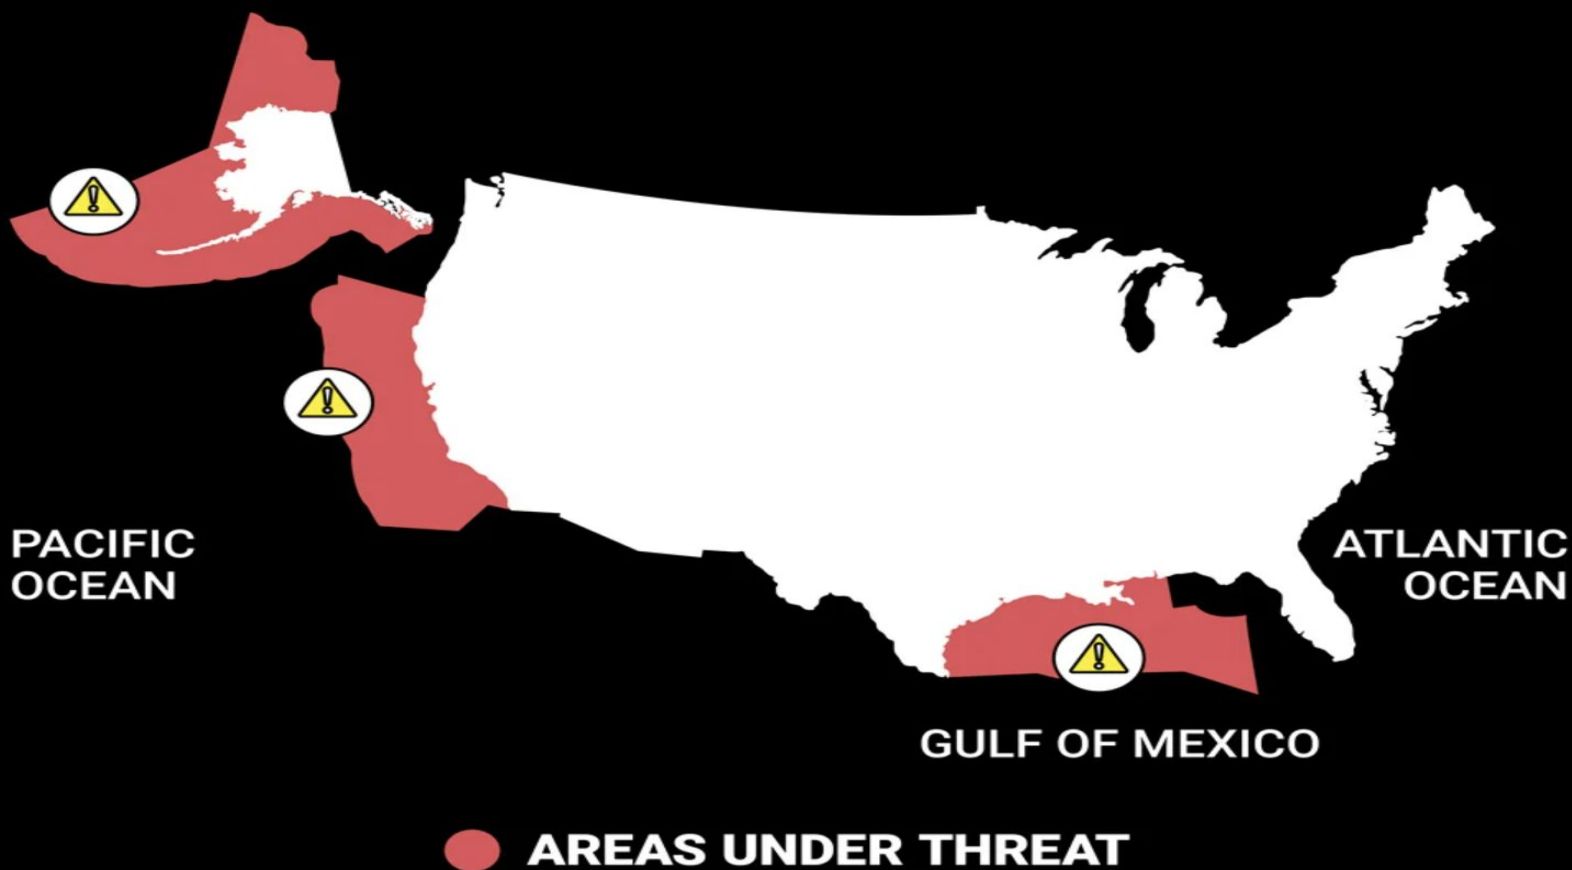 PACIFIC
OCEAN
ATLANTIC
OCEAN
GULF OF MEXICO
AREAS UNDER THREAT